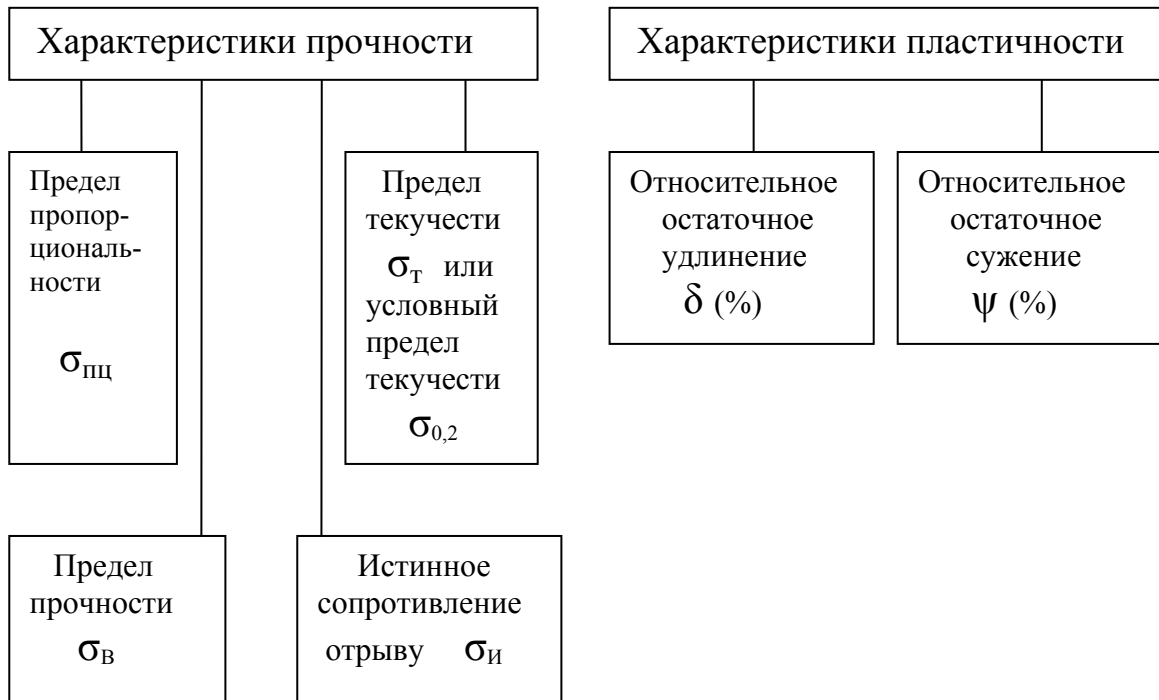 Характеристики прочности
Характеристики пластичности
Предел
пропор-
циональ-
ности
σпц
Предел
текучести
σт или
условный
предел
текучести
σ0,2
Относительное
остаточное
удлинение
δ (%)
Относительное
остаточное
сужение
ψ (%)
Предел
прочности
σВ
Истинное
сопротивление
отрыву σИ